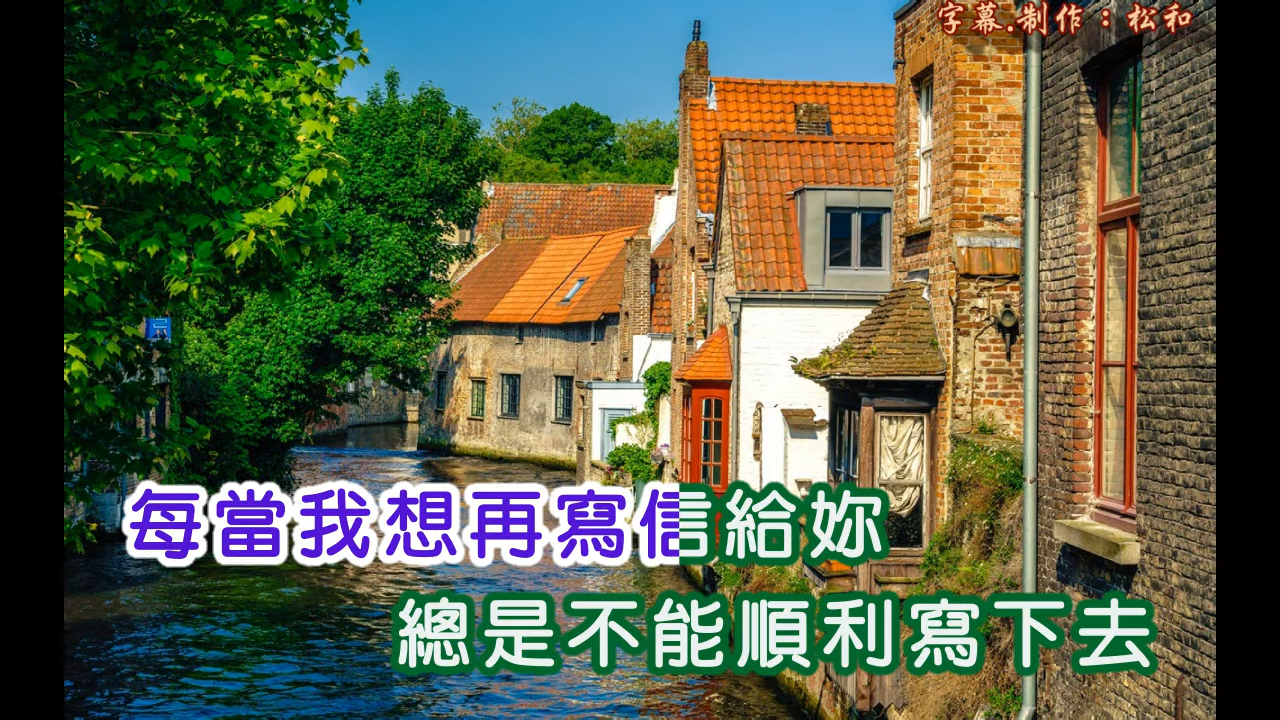 字幕.制作：松和
每當我想再寫信給妳
總是不能順利寫下去